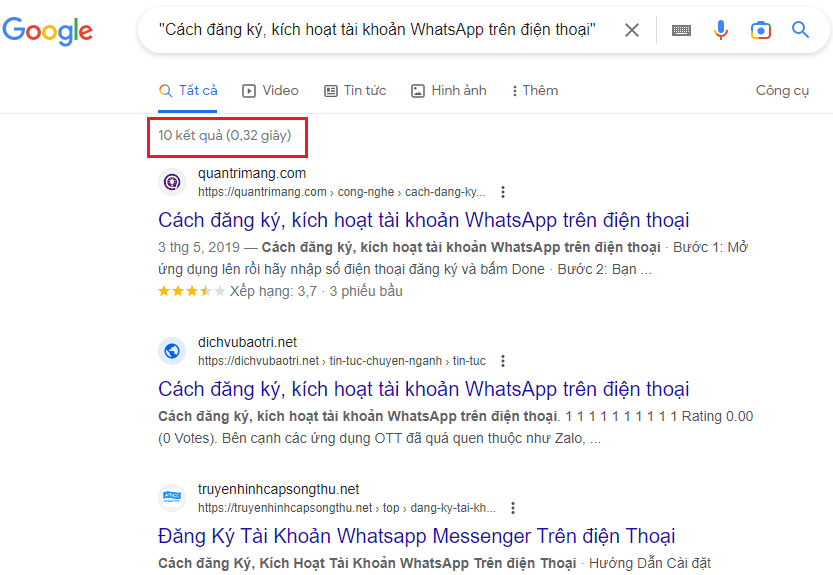 Google
"Cách đăng ký, kích hoạt tài khoản WhatsApp trên điện thoại"
Tất cả Video Tin tức Hình ảnh Thêm Công cụ
10 kết quả (0,32 giây)
quantrimang.com
https://quantrimang.com › cong-nghe › cach-dang-ky...
Cách đăng ký, kích hoạt tài khoản WhatsApp trên điện thoại
3 thg 5, 2019 — Cách đăng ký, kích hoạt tài khoản WhatsApp trên điện thoại · Bước 1: Mở
ứng dụng lên rồi hãy nhập số điện thoại đăng ký và bấm Done · Bước 2: Bạn ...
Xếp hạng: 3,7 · 3 phiếu bầu
dichvubaotri.net
https://dichvubaotri.net › tin-tuc-chuyen-nganh › tin-tuc
Cách đăng ký, kích hoạt tài khoản WhatsApp trên điện thoại
Cách đăng ký, kích hoạt tài khoản WhatsApp trên điện thoại. 1 1 1 1 1 1 1 1 1 1 Rating 0.00
(0 Votes). Bên cạnh các ứng dụng OTT đã quá quen thuộc như Zalo, ...
truyenhinhcapsongthu.net
https://truyenhinhcapsongthu.net › top › dang-ky-tai-kh...
Đăng Ký Tài Khoản Whatsapp Messenger Trên Điện Thoại
Cách đăng Ký, Kích Hoạt Tài Khoản WhatsApp Trên Điện Thoại · Hướng Dẫn Cài đặt